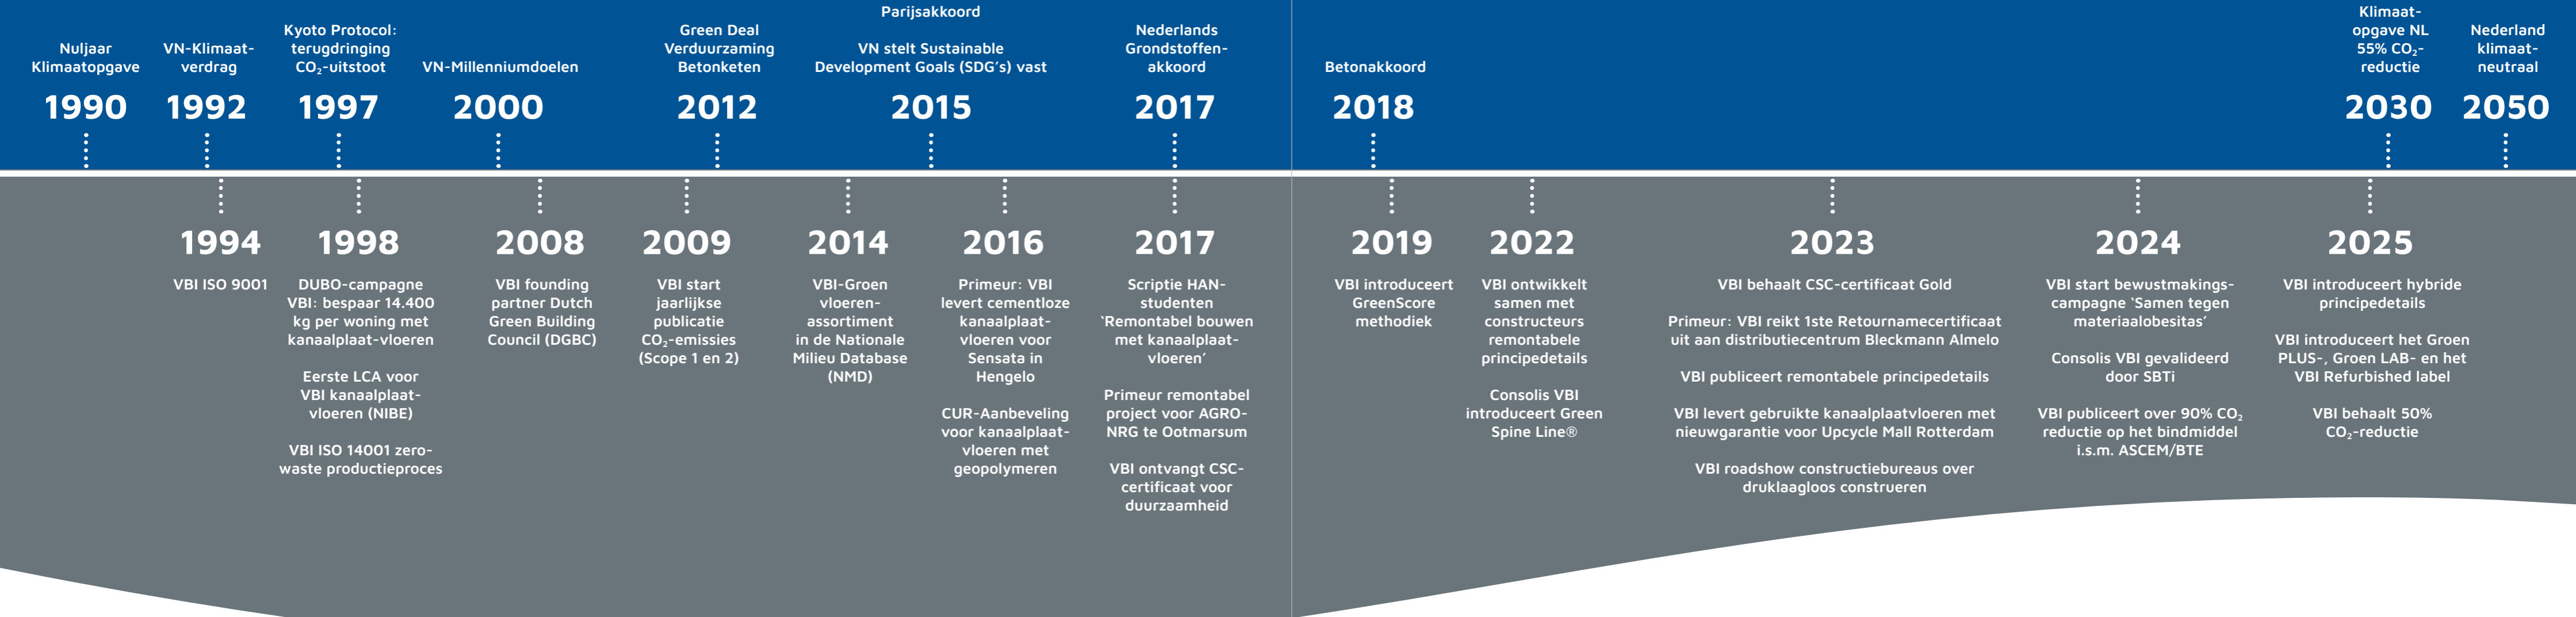 Nuljaar
Klimaatopgave
1990
VN-Klimaat-
verdrag
1992
Kyoto Protocol:
terugdringing
CO₂-uitstoot
1997
VN-Millenniumdoelen
2000
Green Deal
Verduurzaming
Betonketen
2012
Parijsakkoord
VN stelt Sustainable
Development Goals (SDG’s) vast
2015
Nederlands
Grondstoffen-
akkoord
2017
Betonakkoord
2018
Klimaat-
opgave NL
55% CO₂-
reductie
2030
Nederland
klimaat-
neutraal
2050
1994
VBI ISO 9001
1998
DUBO-campagne
VBI: bespaar 14.400
kg per woning met
kanaalplaat-vloeren
Eerste LCA voor
VBI kanaalplaat-
vloeren (NIBE)
VBI ISO 14001 zero-
waste productieproces
2008
VBI founding
partner Dutch
Green Building
Council (DGBC)
2009
VBI start
jaarlijkse
publicatie
CO₂-emissies
(Scope 1 en 2)
2014
VBI-Groen
vloeren-
assortiment
in de Nationale
Milieu Database
(NMD)
2016
Primeur: VBI
levert cementloze
kanaalplaat-
vloeren voor
Sensata in
Hengelo
CUR-Aanbeveling
voor kanaalplaat-
vloeren met
geopolymeren
2017
Scriptie HAN-
studenten
‘Remontabel bouwen
met kanaalplaat-
vloeren’
Primeur remontabel
project voor AGRO-
NRG te Ootmarsum
VBI ontvangt CSC-
certificaat voor
duurzaamheid
2019
VBI introduceert
GreenScore
methodiek
2022
VBI ontwikkelt
samen met
constructeurs
remontabele
principedetails
Consolis VBI
introduceert Green
Spine Line®
2023
VBI behaalt CSC-certificaat Gold
Primeur: VBI reikt 1ste Retournamecertificaat
uit aan distributiecentrum Bleckmann Almelo
VBI publiceert remontabele principedetails
VBI levert gebruikte kanaalplaatvloeren met
nieuwgarantie voor Upcycle Mall Rotterdam
VBI roadshow constructiebureaus over
druklaagloos construeren
2024
VBI start bewustmakings-
campagne ‘Samen tegen
materiaalobesitas’
Consolis VBI gevalideerd
door SBTi
VBI publiceert over 90% CO₂
reductie op het bindmiddel
i.s.m. ASCEM/BTE
2025
VBI introduceert hybride
principedetails
VBI introduceert het Groen
PLUS-, Groen LAB- en het
VBI Refurbished label
VBI behaalt 50%
CO₂-reductie